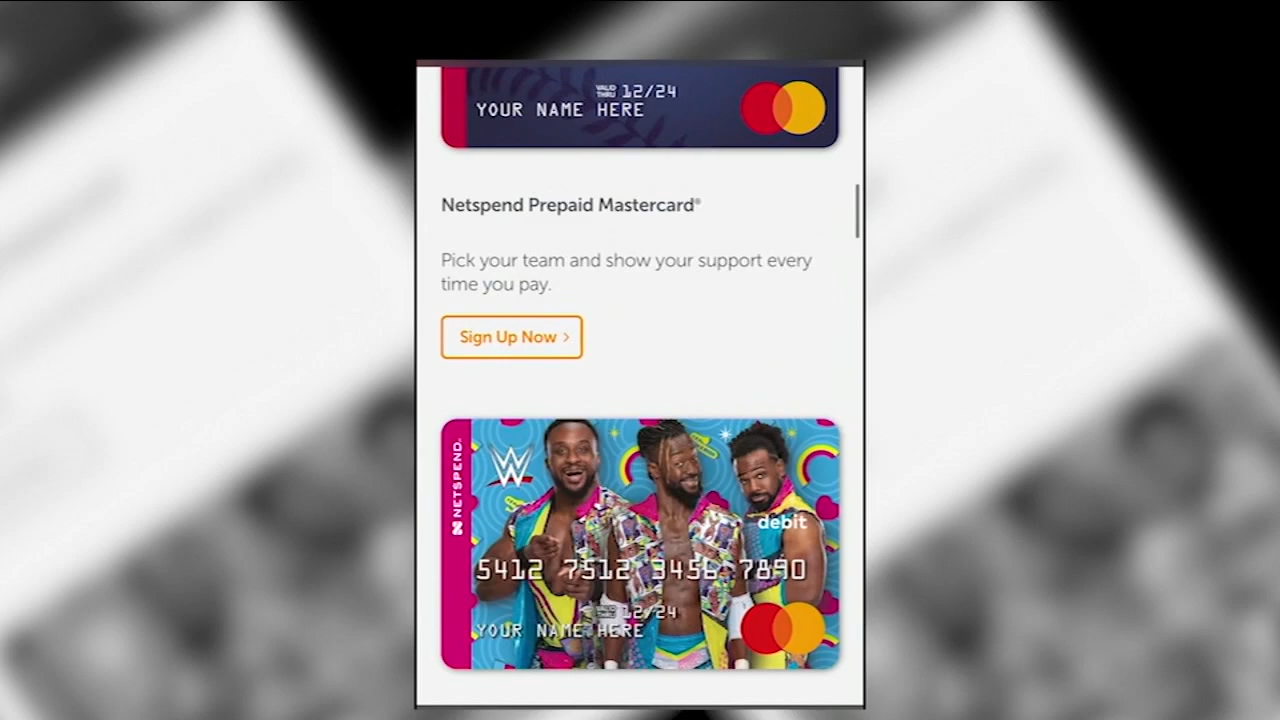 VALID THRU 12/24
YOUR NAME HERE
Netspend Prepaid Mastercard®
Pick your team and show your support every
time you pay.
Sign Up Now >
NETSPEND®
W
debit
5412 7512 3456 7890
VALID THRU 12/24
YOUR NAME HERE